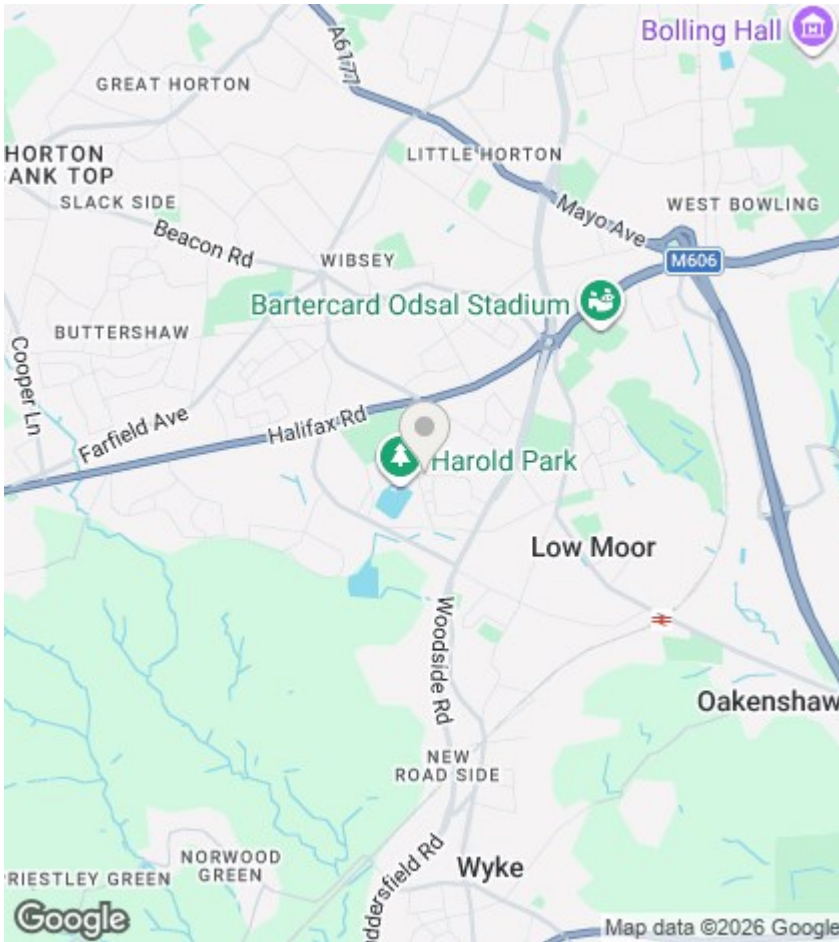 Bolling Hall
A6177
GREAT HORTON
LITTLE HORTON
HORTON
BANK TOP
SLACK SIDE
Mayo Ave
WEST BOWLING
Beacon Rd
WIBSEY
M606
Bartercard Odsal Stadium
BUTTERSHAW
Cooper Ln
Farfield Ave
Halifax Rd
Harold Park
Low Moor
Woodside Rd
Oakenshaw
NEW
ROAD SIDE
NORWOOD
GREEN
PRIESTLEY GREEN
Huddersfield Rd
Wyke
Google
Map data ©2026 Google